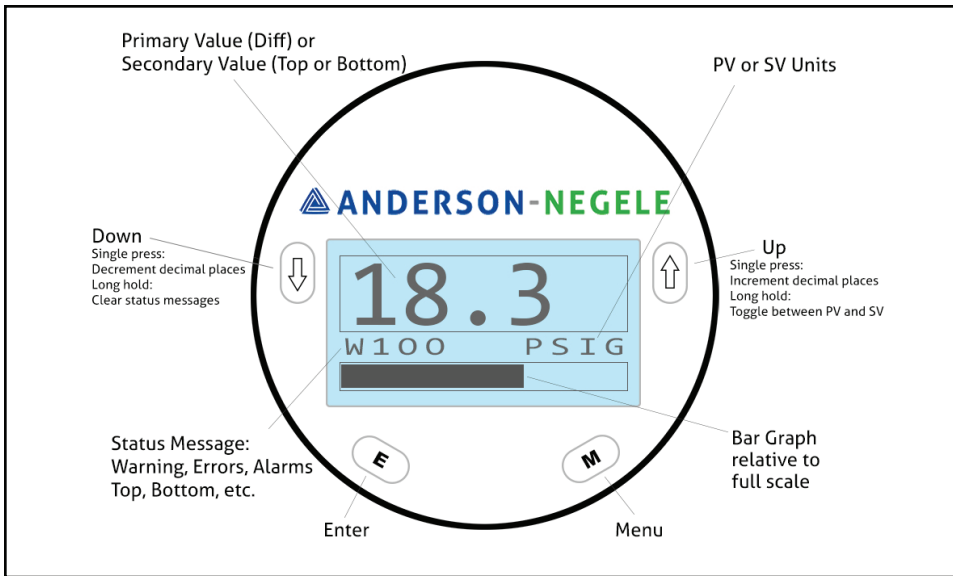 Primary Value (Diff) or
Secondary Value (Top or Bottom)
PV or SV Units
ANDERSON-NEGELE
Down
Single press:
Decrement decimal places
Long hold:
Clear status messages
Up
Single press:
Increment decimal places
Long hold:
Toggle between PV and SV
18.3
W100 PSIG
Status Message:
Warning, Errors, Alarms
Top, Bottom, etc.
Bar Graph
relative to
full scale
E
M
Enter
Menu